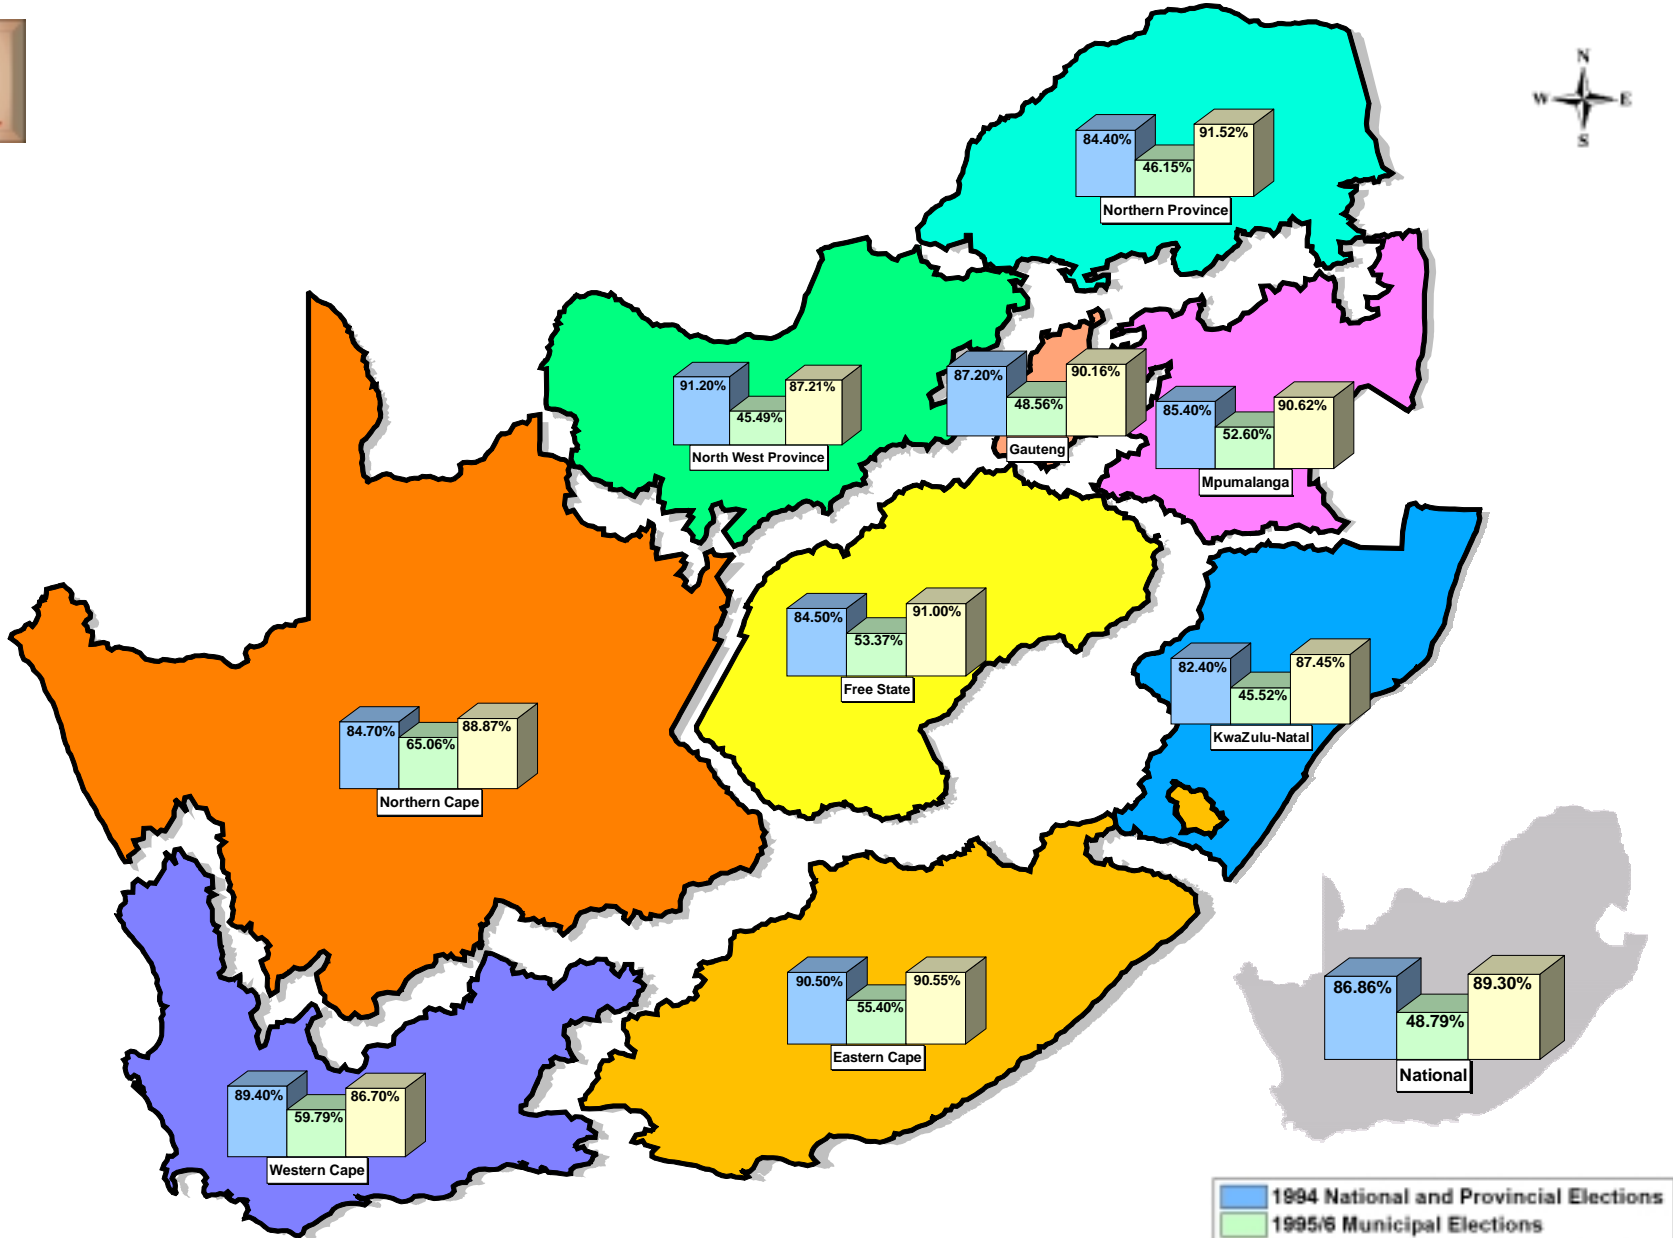 N
W E
S
84.40%
46.15%
91.52%
Northern Province
91.20%
45.49%
87.21%
North West Province
87.20%
48.56%
90.16%
Gauteng
85.40%
52.60%
90.62%
Mpumalanga
84.50%
53.37%
91.00%
Free State
82.40%
45.52%
87.45%
KwaZulu-Natal
84.70%
65.06%
88.87%
Northern Cape
90.50%
55.40%
90.55%
Eastern Cape
86.86%
48.79%
89.30%
National
89.40%
59.79%
86.70%
Western Cape
1994 National and Provincial Elections
1995/6 Municipal Elections